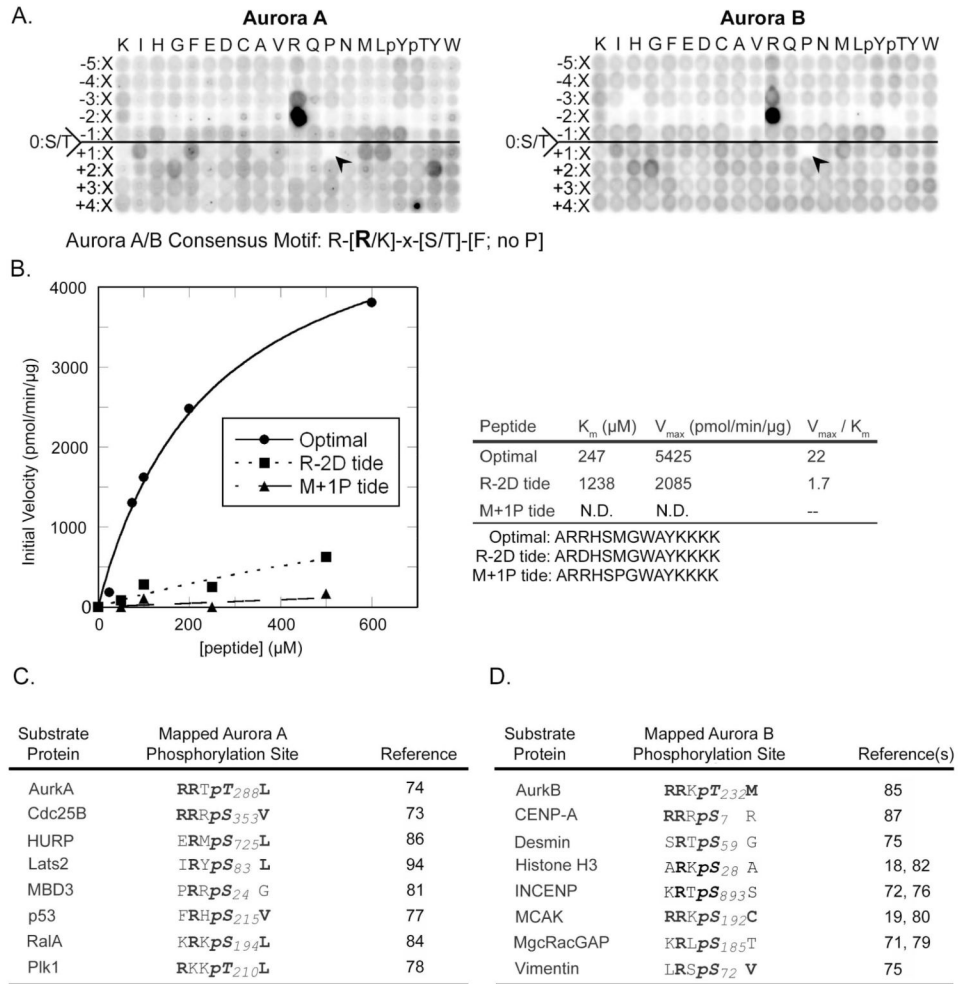 A.
Aurora A
K I H G F E D C A V R Q P N M L pY pT Y W
-5:X
-4:X
-3:X
-2:X
-1:X
0:S/T
+1:X
+2:X
+3:X
+4:X
Aurora B
K I H G F E D C A V R Q P N M L pY pT Y W
-5:X
-4:X
-3:X
-2:X
-1:X
0:S/T
+1:X
+2:X
+3:X
+4:X
Aurora A/B Consensus Motif: R-[R/K]-x-[S/T]-[F; no P]
B.
Initial Velocity (pmol/min/µg)
4000
3000
2000
1000
0
0 200 400 600
[peptide] (µM)
Optimal
R-2D tide
M+1P tide
Peptide Km (µM) Vmax (pmol/min/µg) Vmax / Km
Optimal 247 5425 22
R-2D tide 1238 2085 1.7
M+1P tide N.D. N.D. --
Optimal: ARRHSMGWAYKKKK
R-2D tide: ARDHSMGWAYKKKK
M+1P tide: ARRHSPGWAYKKKK
C.
Substrate Protein Mapped Aurora A Phosphorylation Site Reference
AurkA RRTpT288L 74
Cdc25B RRRpS353V 73
HURP ERMpS725L 86
Lats2 IRYpS83 L 94
MBD3 PRRpS24 G 81
p53 FRHpS215V 77
RalA KRKpS194L 84
Plk1 RKKpT210L 78
D.
Substrate Protein Mapped Aurora B Phosphorylation Site Reference(s)
AurkB RRKpT232M 85
CENP-A RRRpS7 R 87
Desmin SRTpS59 G 75
Histone H3 ARKpS28 A 18, 82
INCENP KRTpS893S 72, 76
MCAK RRKpS192C 19, 80
MgcRacGAP KRLpS185T 71, 79
Vimentin LRSpS72 V 75